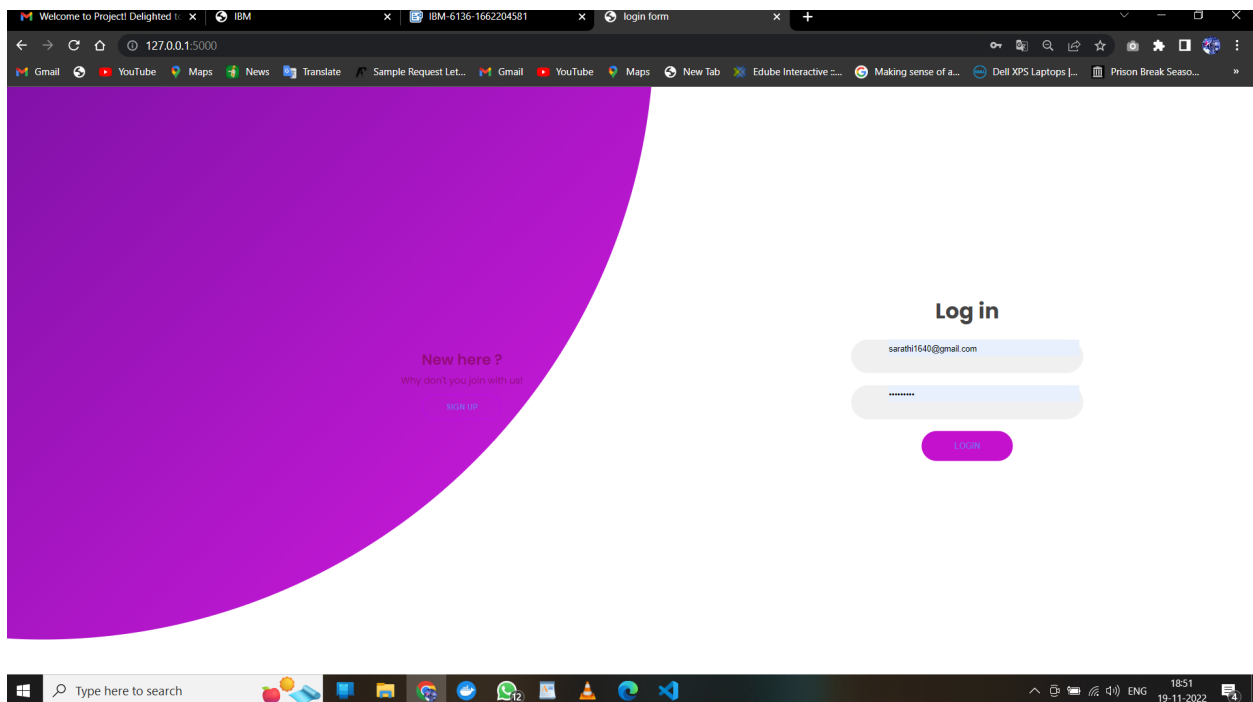 Welcome to Project! Delighted to
IBM
IBM-6136-1662204581
login form
127.0.0.1:5000
Gmail
YouTube
Maps
News
Translate
Sample Request Let...
Gmail
YouTube
Maps
New Tab
Edube Interactive ::...
Making sense of a...
Dell XPS Laptops |...
Prison Break Seaso...
»
New here ?
Why don't you join with us!
SIGN UP
Log in
sarathi1640@gmail.com
•••••••••
LOGIN
Type here to search
12
ENG
18:51
19-11-2022
4